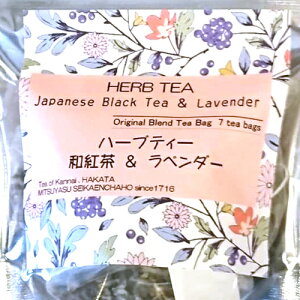 HERB TEA
Japanese Black Tea & Lavender
Original Blend Tea Bag 7 tea bags
ハーブティー
和紅茶 & ラベンダー
Tea of Kannai, HAKATA
MITSUYASU SEIKAENCHAHO since1716